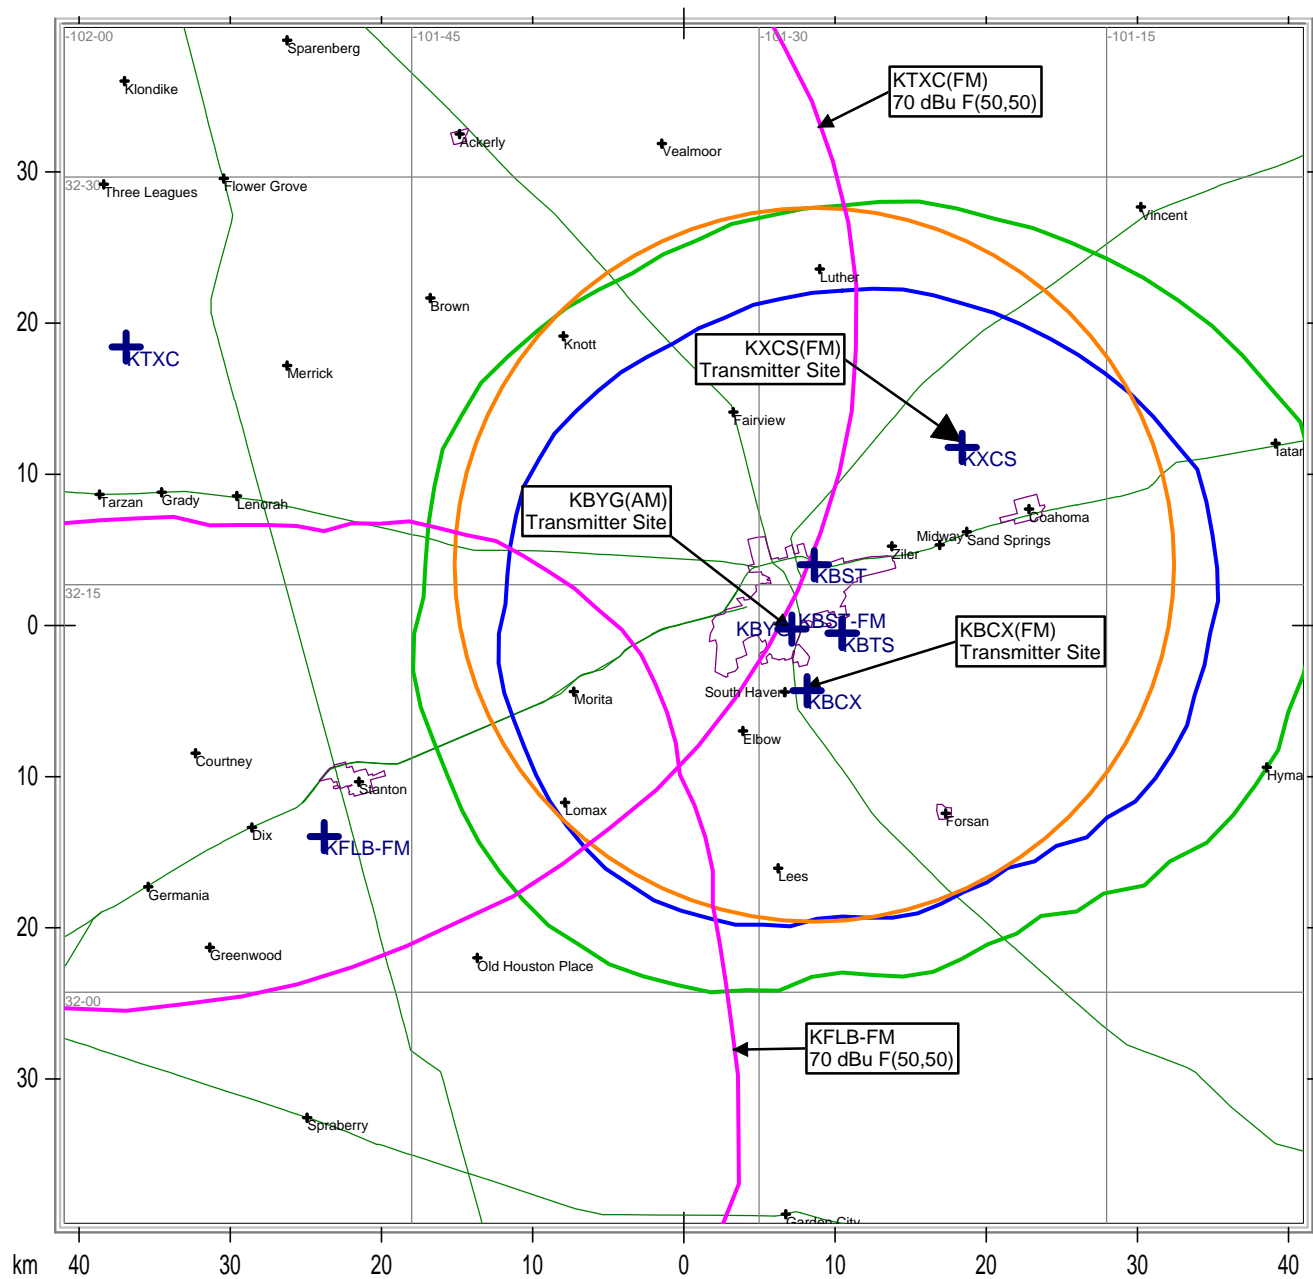 -102-00
-101-45
-101-30
-101-15
Sparenberg
Klondike
KTXC(FM)
70 dBu F(50,50)
Ackerly
Vealmoor
30
32-30
Three Leagues
Flower Grove
Vincent
Luther
Brown
20
KTXC
Knott
KXCS(FM)
Transmitter Site
Merrick
Fairview
KXCS
Iatan
10
Tarzan
Grady
Lenorah
KBYG(AM)
Transmitter Site
Coahoma
Midway
Sand Springs
Ziler
KBST
32-15
0
KBST-FM
KBTS
KBCX(FM)
Transmitter Site
Morita
South Haven
KBCX
Elbow
Courtney
10
Stanton
Hyma
Lomax
Forsan
Dix
KFLB-FM
Lees
Germania
20
Greenwood
Old Houston Place
32-00
KFLB-FM
70 dBu F(50,50)
30
Spraberry
Garden City
km
40
30
20
10
0
10
20
30
40